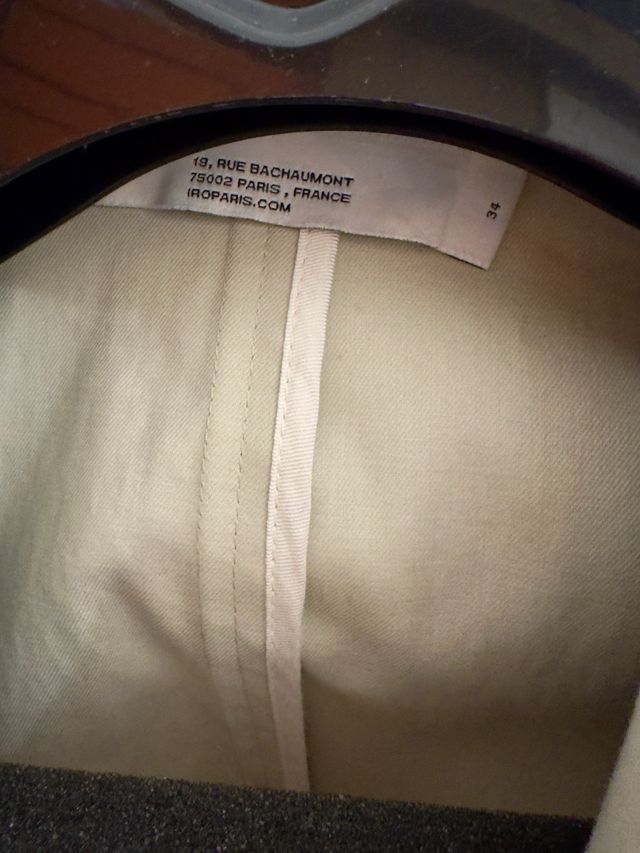 19, RUE BACHAUMONT
75002 PARIS , FRANCE
IROPARIS.COM
34